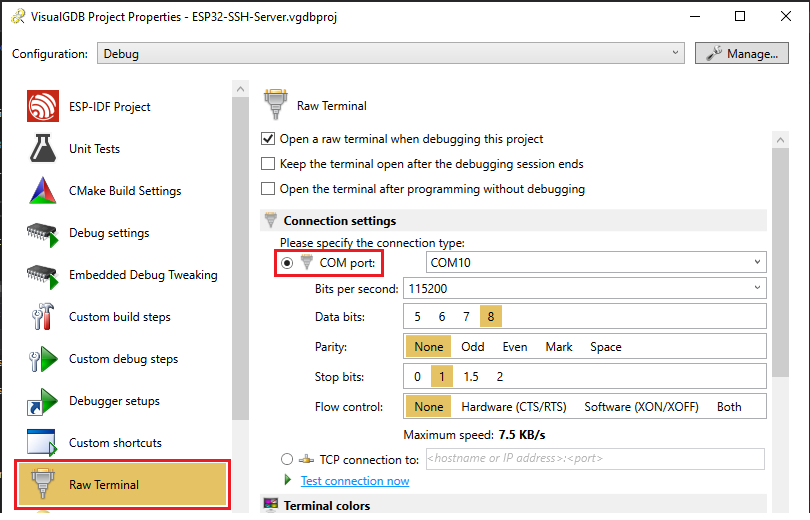 VisualGDB Project Properties - ESP32-SSH-Server.vgdbproj
Configuration: Debug Manage...
ESP-IDF Project
Unit Tests
CMake Build Settings
Debug settings
Embedded Debug Tweaking
Custom build steps
Custom debug steps
Debugger setups
Custom shortcuts
Raw Terminal
Raw Terminal
Open a raw terminal when debugging this project
Keep the terminal open after the debugging session ends
Open the terminal after programming without debugging
Connection settings
Please specify the connection type:
COM port: COM10
Bits per second: 115200
Data bits: 5 6 7 8
Parity: None Odd Even Mark Space
Stop bits: 0 1 1.5 2
Flow control: None Hardware (CTS/RTS) Software (XON/XOFF) Both
Maximum speed: 7.5 KB/s
TCP connection to: <hostname or IP address>:<port>
Test connection now
Terminal colors